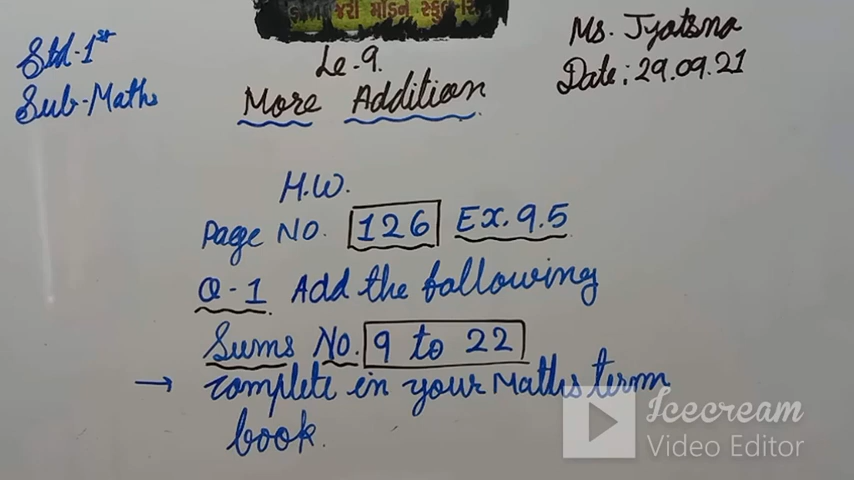 જરી મોડન સ્કુલ
Std-1st
Sub-Maths
Le-9.
More Addition
Ms. Jyotsna
Date: 29.09.21
H.W.
Page No. 126 Ex. 9.5
Q-1 Add the following
Sums No. 9 to 22
→ complete in your Maths term
book.
Icecream
Video Editor